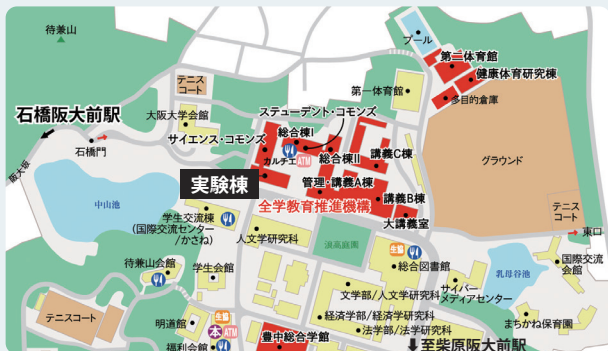 待兼山
プール
第二体育館
健康体育研究棟
多目的倉庫
テニス
コート
第一体育館
石橋阪大前駅
大阪大学会館
ステューデント・コモンズ
サイエンス・コモンズ
総合棟I
石橋門
カルチエ
ATM
総合棟II
講義C棟
グラウンド
阪大坂
実験棟
管理・講義A棟
講義B棟
全学教育推進機構
大講義室
中山池
学生交流棟
(国際交流センター
/かさね)
人文学研究科
浪高庭園
テニス
コート
東口
生協
総合図書館
国際交流
会館
待兼山会館
学生会館
乳母谷池
サイバー
メディアセンター
文学部/人文学研究科
テニスコート
生協
明道館
本
ATM
経済学部/経済学研究科
まちかね保育園
法学部/法学研究科
福利会館
豊中総合学館
⬇至柴原阪大前駅